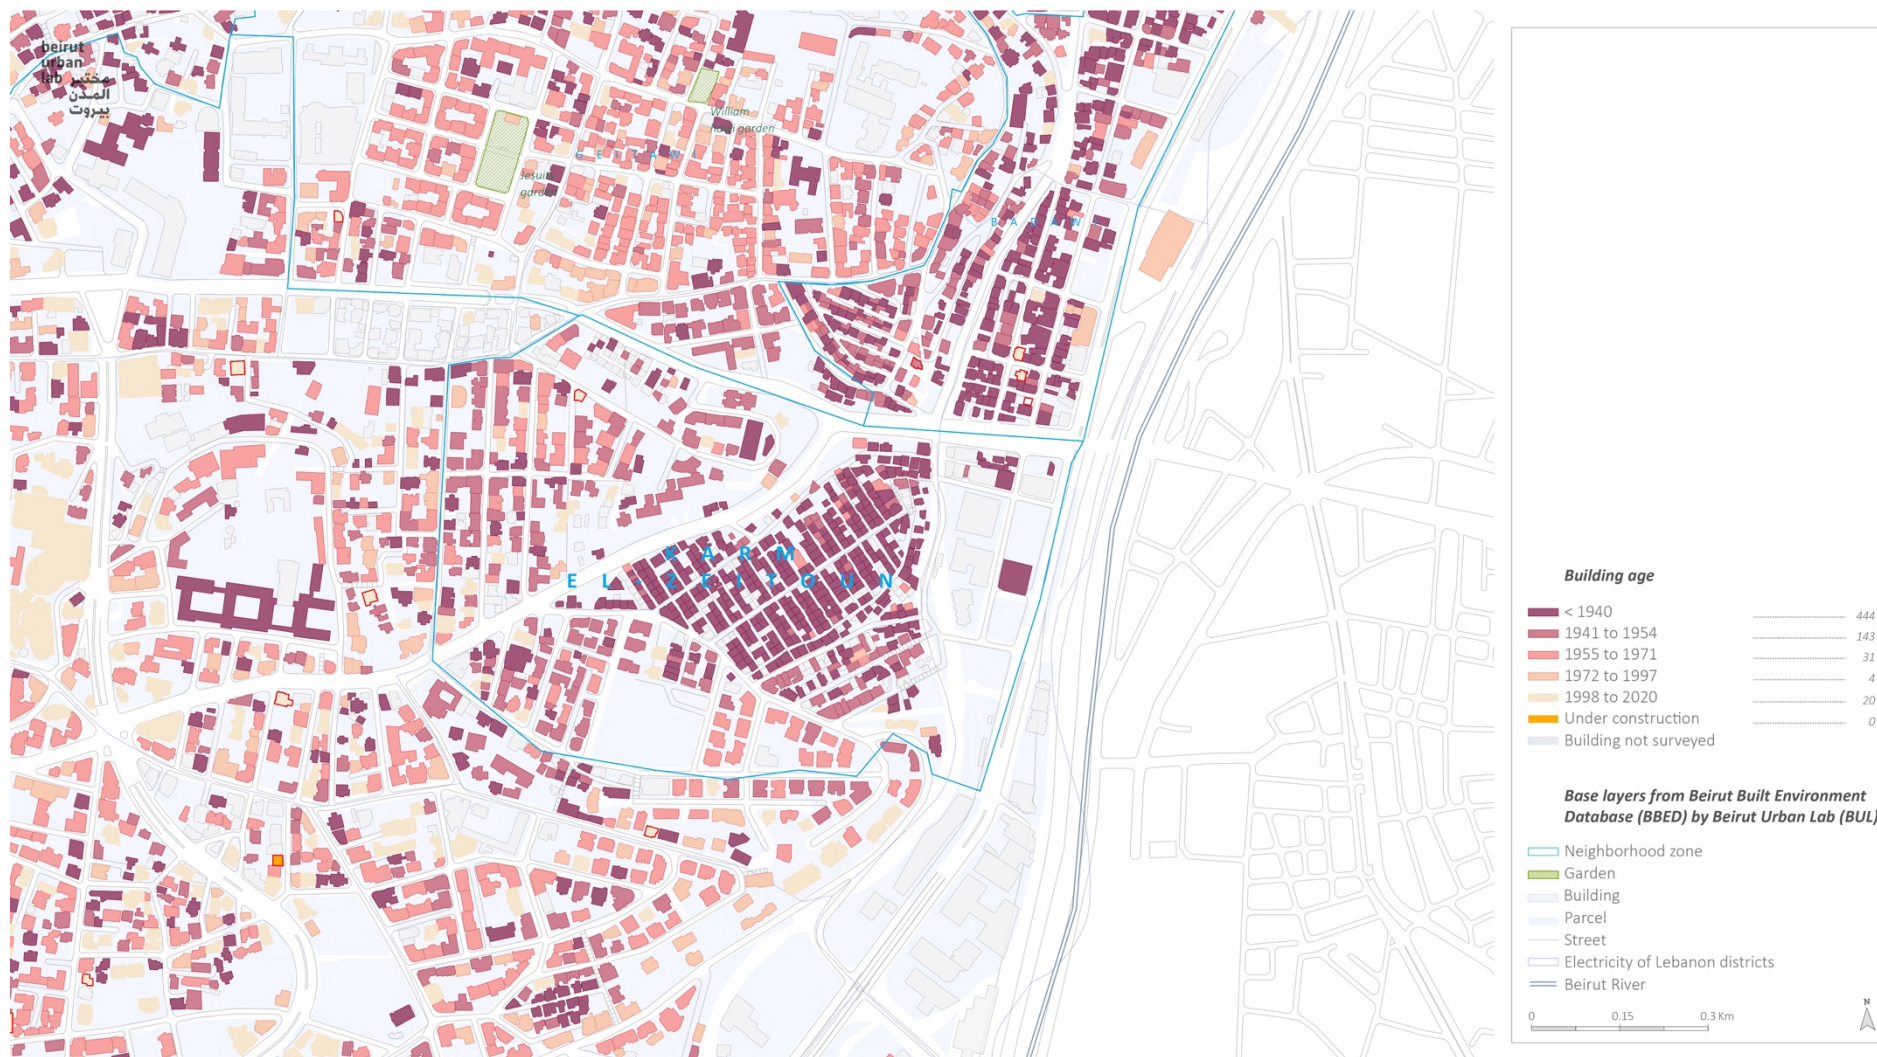 beirut
urban
lab مختبر
المدن
بيروت
William
hawi garden
GEITAWI
Jesuits
garden
BADAWI
KARM
EL-ZEITOUN
Building age
< 1940 444
1941 to 1954 143
1955 to 1971 31
1972 to 1997 4
1998 to 2020 20
Under construction 0
Building not surveyed
Base layers from Beirut Built Environment
Database (BBED) by Beirut Urban Lab (BUL)
Neighborhood zone
Garden
Building
Parcel
Street
Electricity of Lebanon districts
Beirut River
0 0.15 0.3 Km
N